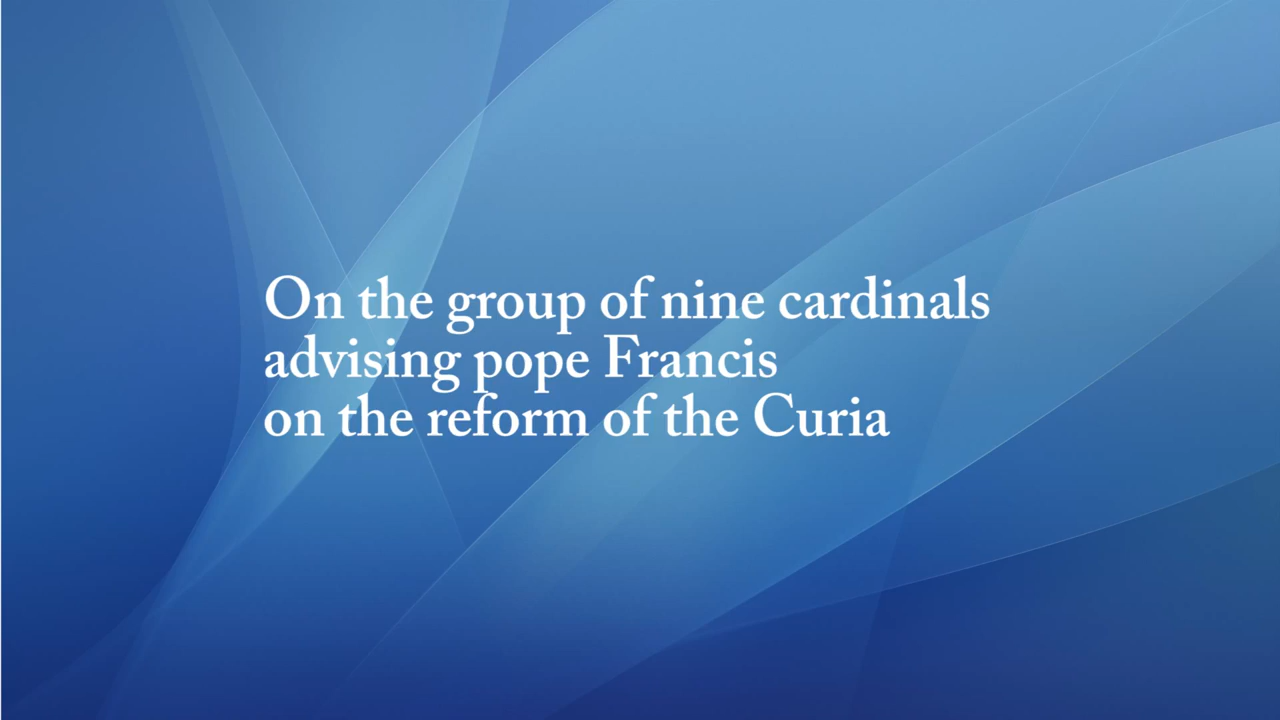 On the group of nine cardinals
advising pope Francis
on the reform of the Curia